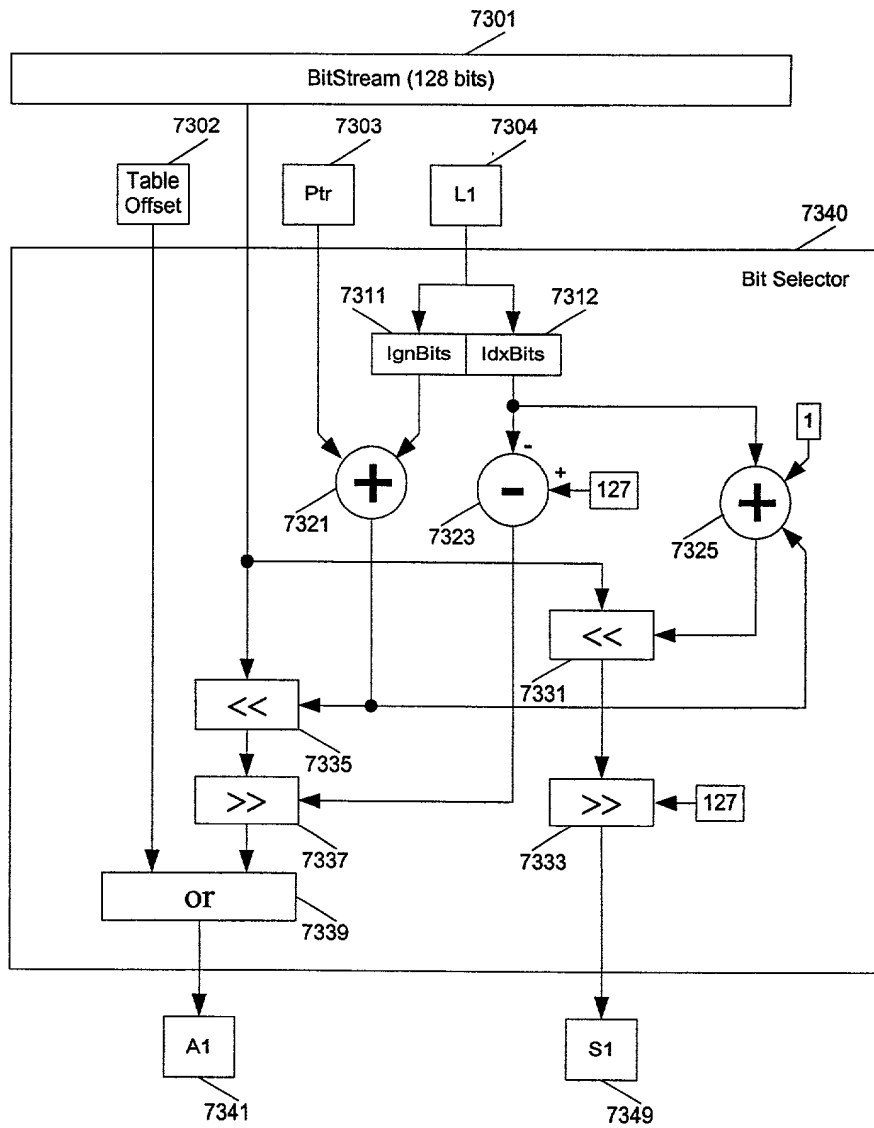 7301
BitStream (128 bits)
7302
7303
7304
Table
Offset
Ptr
L1
7340
Bit Selector
7311
7312
IgnBits
IdxBits
1
-
+
+
-
127
+
7321
7323
7325
<<
7331
<<
7335
>>
127
>>
7337
7333
or
7339
A1
S1
7341
7349